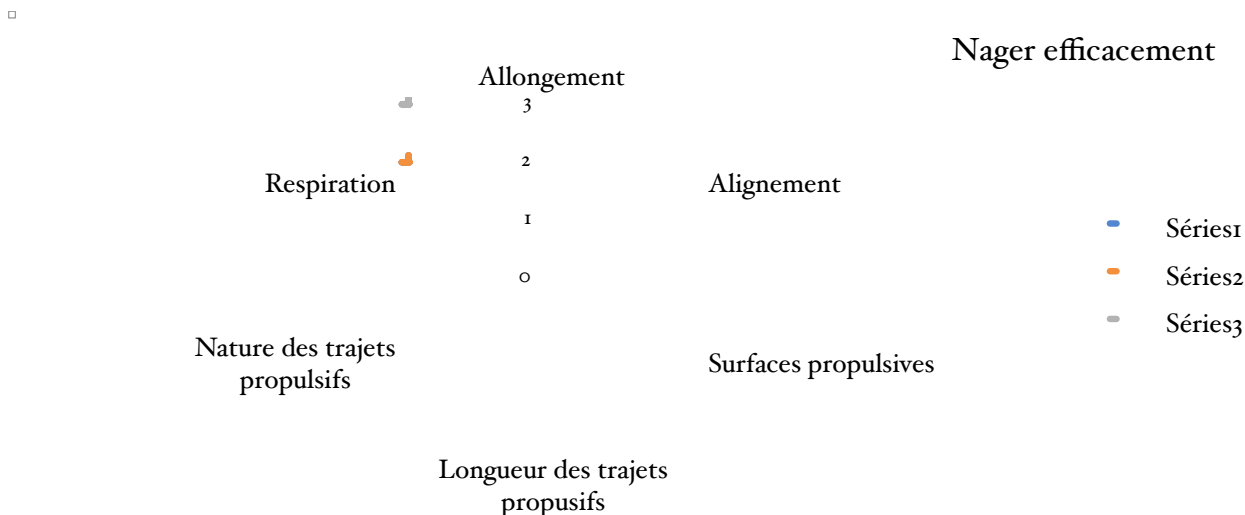 Nager efficacement
Allongement
3
2
Respiration
Alignement
1
Séries1
0
Séries2
Séries3
Nature des trajets
propulsifs
Surfaces propulsives
Longueur des trajets
propusifs